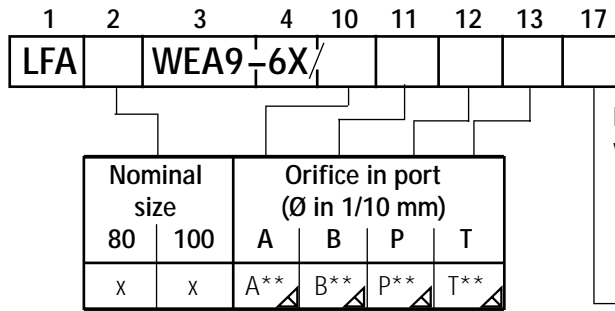 1 2 3 4 10 11 12 13 17
LFA WEA9 –6X/
Nominal size
Orifice in port
(Ø in 1/10 mm)
80 100 A B P T
x x A** B** P** T**